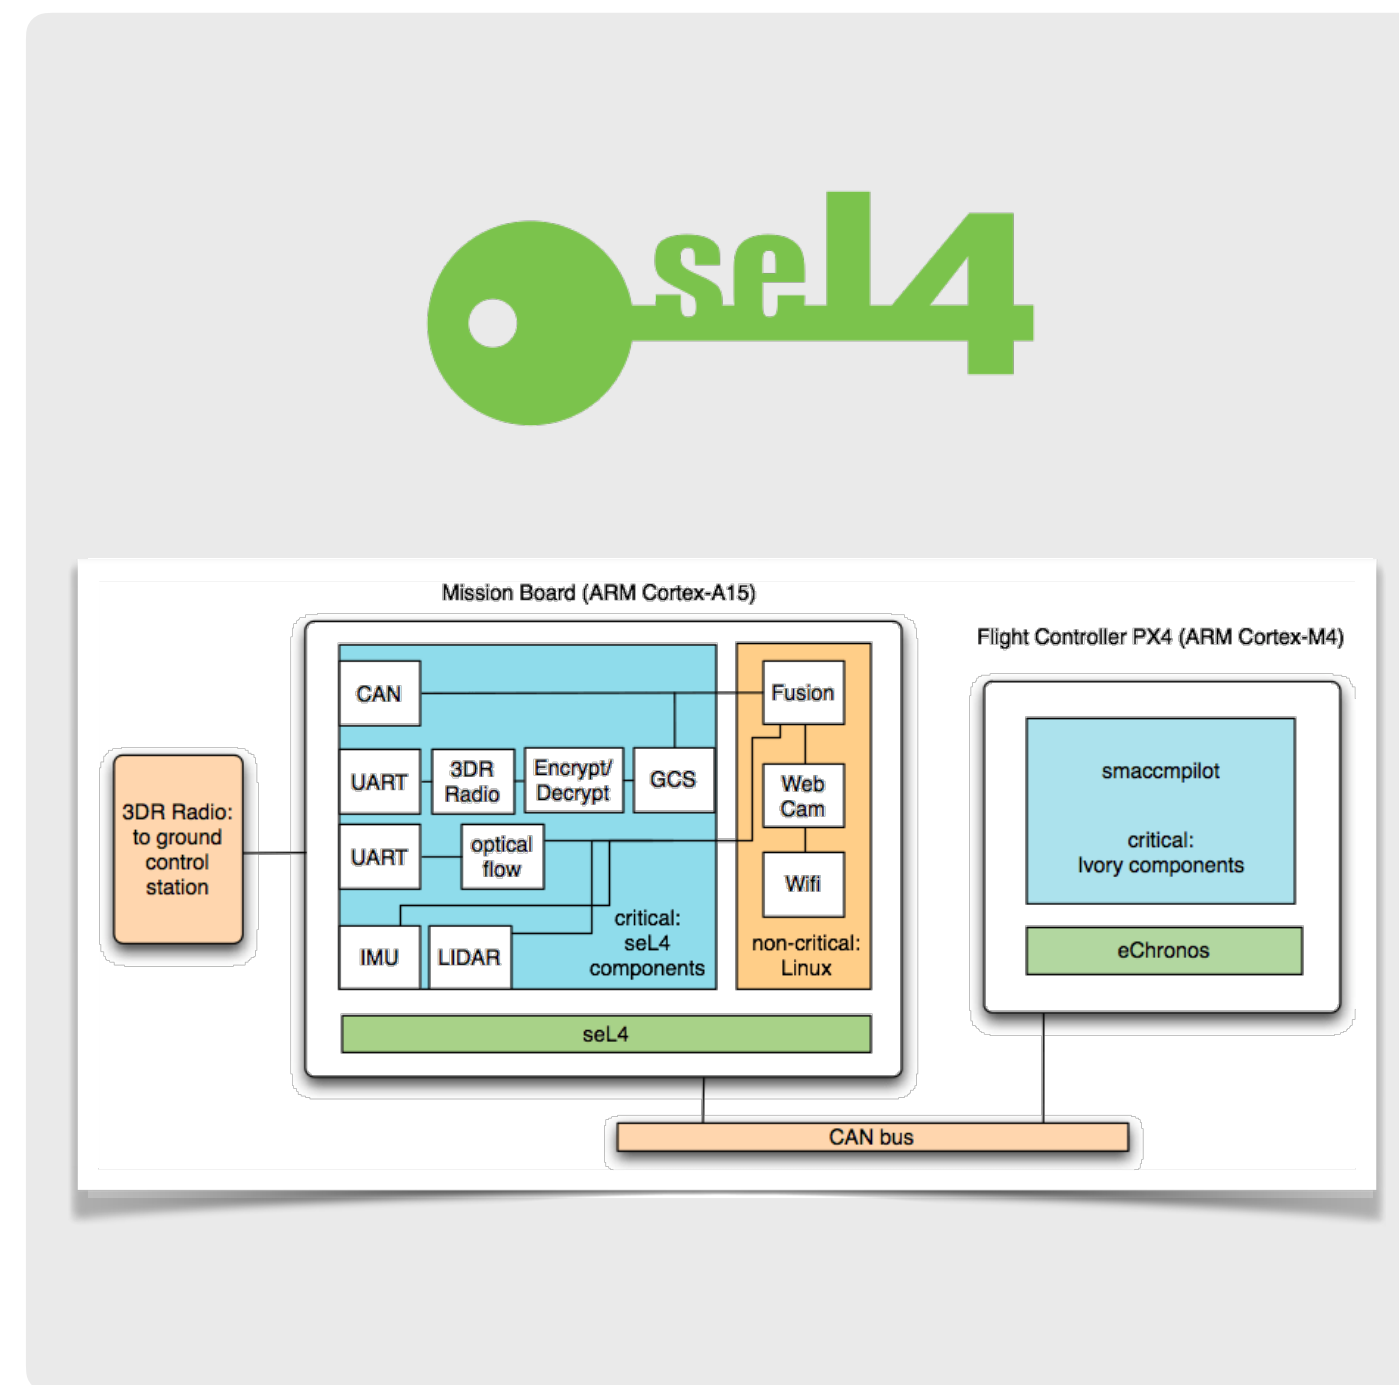 seL4
Mission Board (ARM Cortex-A15)
Flight Controller PX4 (ARM Cortex-M4)
3DR Radio:
to ground
control
station
CAN
Fusion
UART
3DR
Radio
Encrypt/
Decrypt
GCS
Web
Cam
UART
optical
flow
Wifi
IMU
LIDAR
critical:
seL4
components
non-critical:
Linux
seL4
smaccmpilot
critical:
Ivory components
eChronos
CAN bus